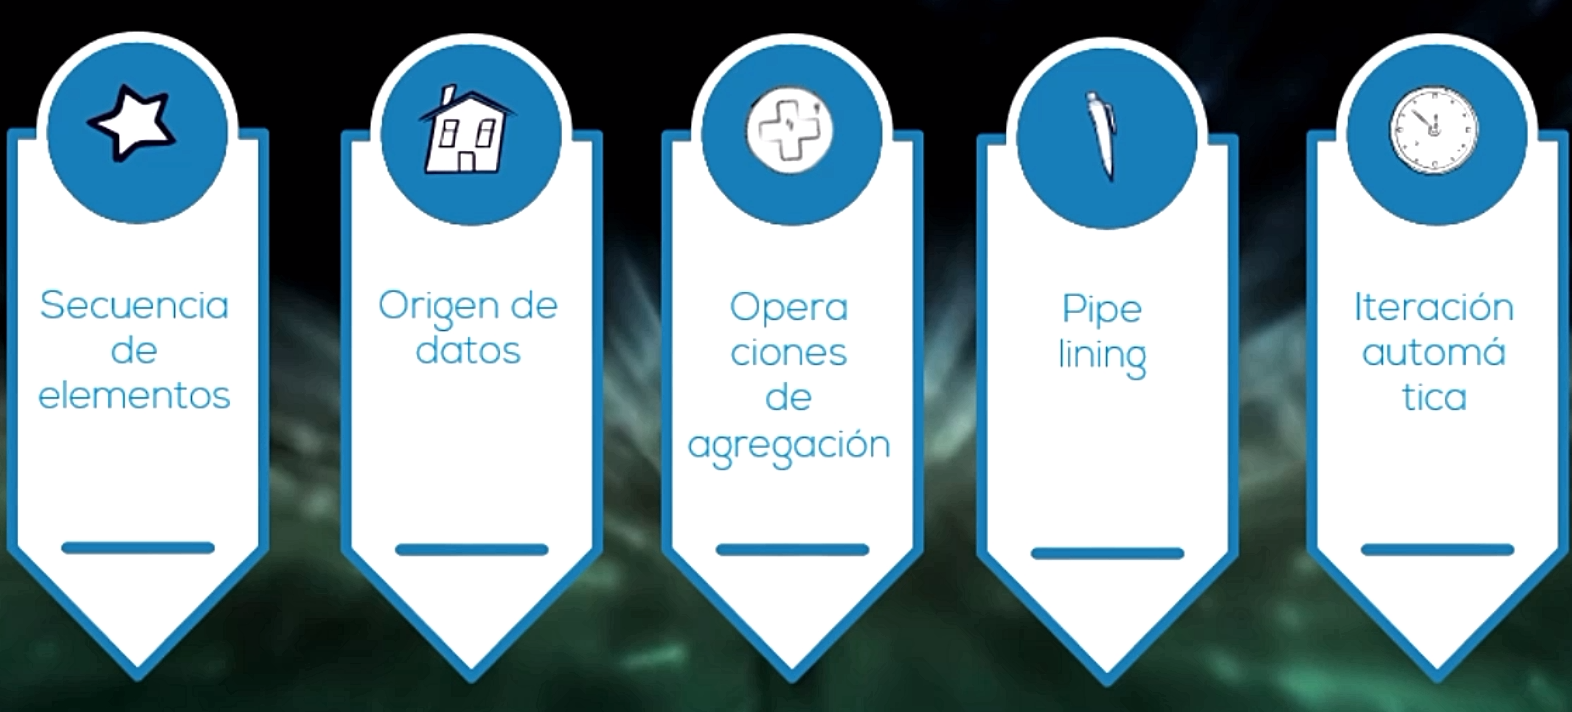 Secuencia
de
elementos
Origen de
datos
Opera
ciones
de
agregación
Pipe
lining
Iteración
automá
tica